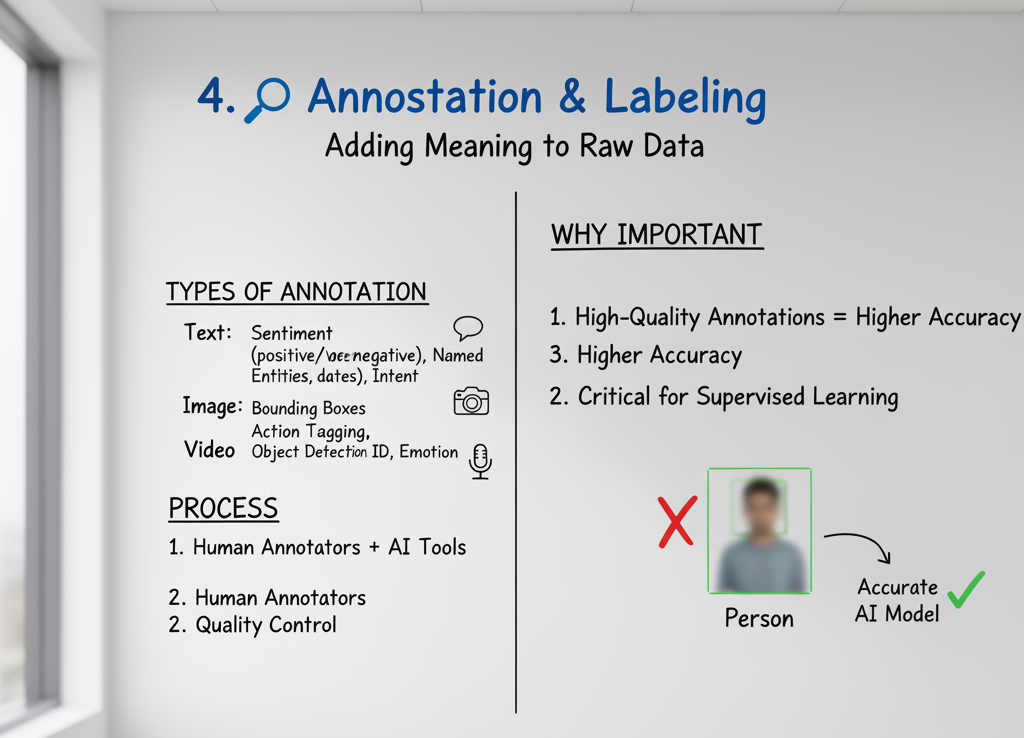 4. Annostation & Labeling
Adding Meaning to Raw Data
TYPES OF ANNOTATION
Text: Sentiment
(positive/ negative), Named
Entities, dates), Intent
Image: Bounding Boxes
Action Tagging,
Video Object Detection ID, Emotion
PROCESS
1. Human Annotators + AI Tools
2. Human Annotators
2. Quality Control
WHY IMPORTANT
1. High-Quality Annotations = Higher Accuracy
3. Higher Accuracy
2. Critical for Supervised Learning
Person
Accurate
AI Model